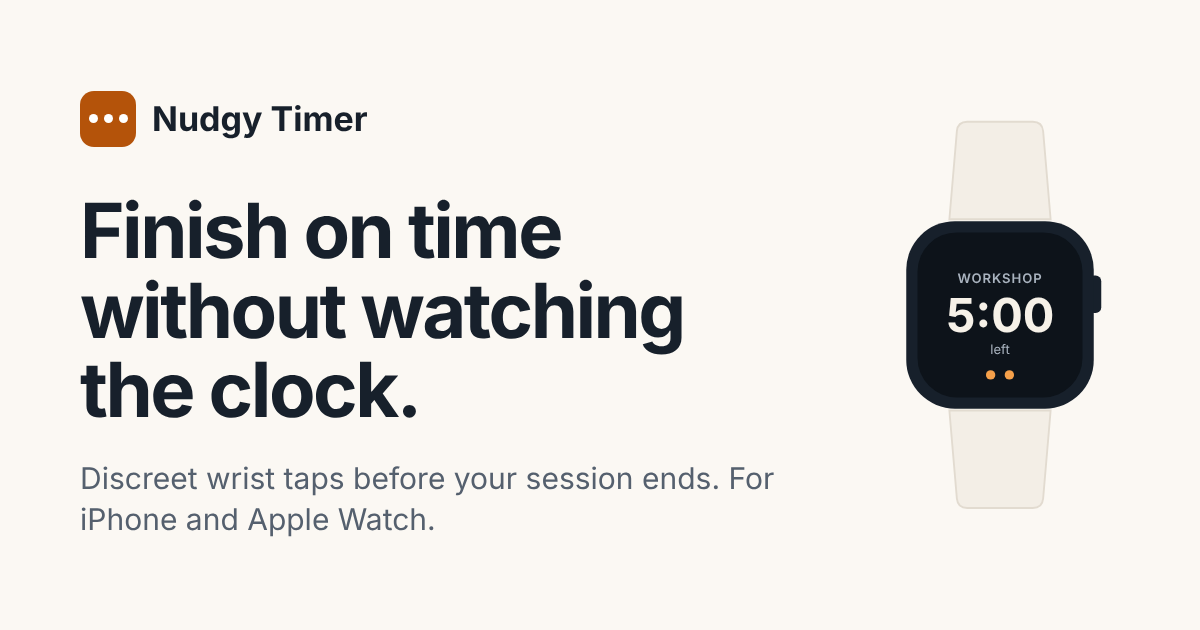 Nudgy Timer
Finish on time
without watching
the clock.
Discreet wrist taps before your session ends. For
iPhone and Apple Watch.
WORKSHOP
5:00
left